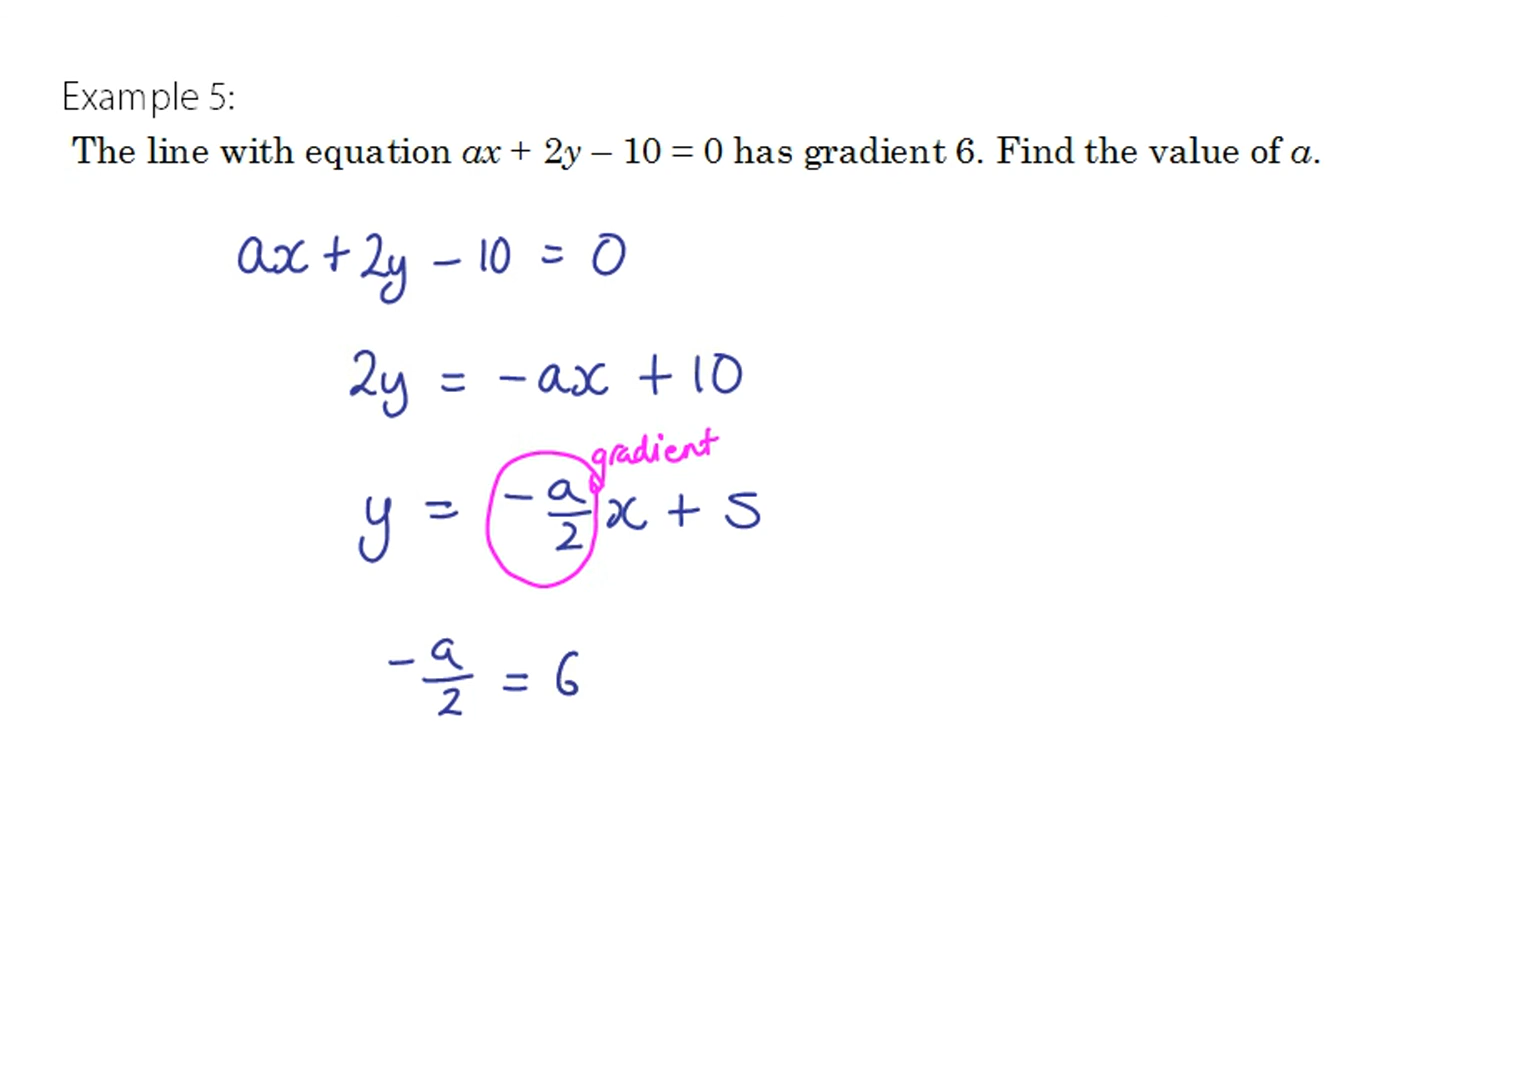 Example 5:
The line with equation ax + 2y – 10 = 0 has gradient 6. Find the value of a.
ax + 2y - 10 = 0
2y = -ax + 10
gradient
y = -a/2 x + 5
-a/2 = 6